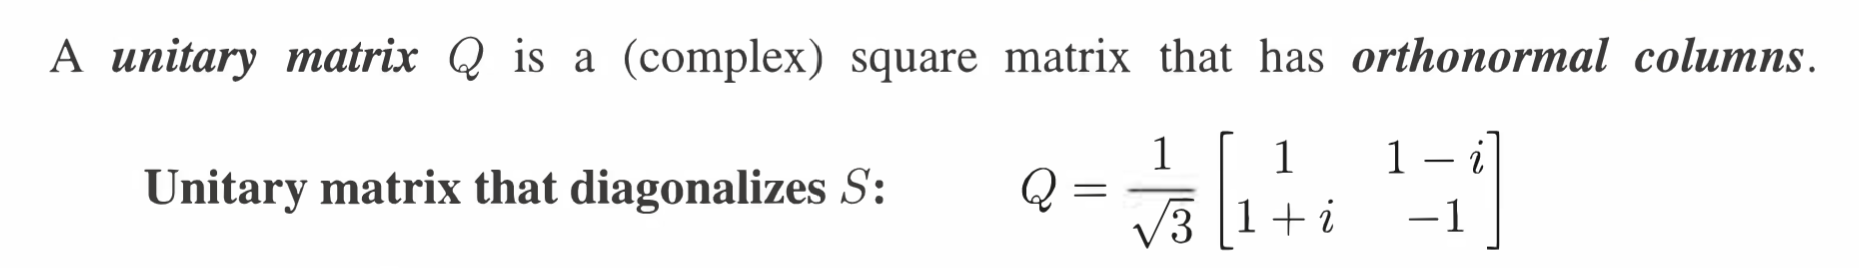 A unitary matrix Q is a (complex) square matrix that has orthonormal columns.
Unitary matrix that diagonalizes S: Q = 1/√3 [1 1 − i; 1 + i −1]